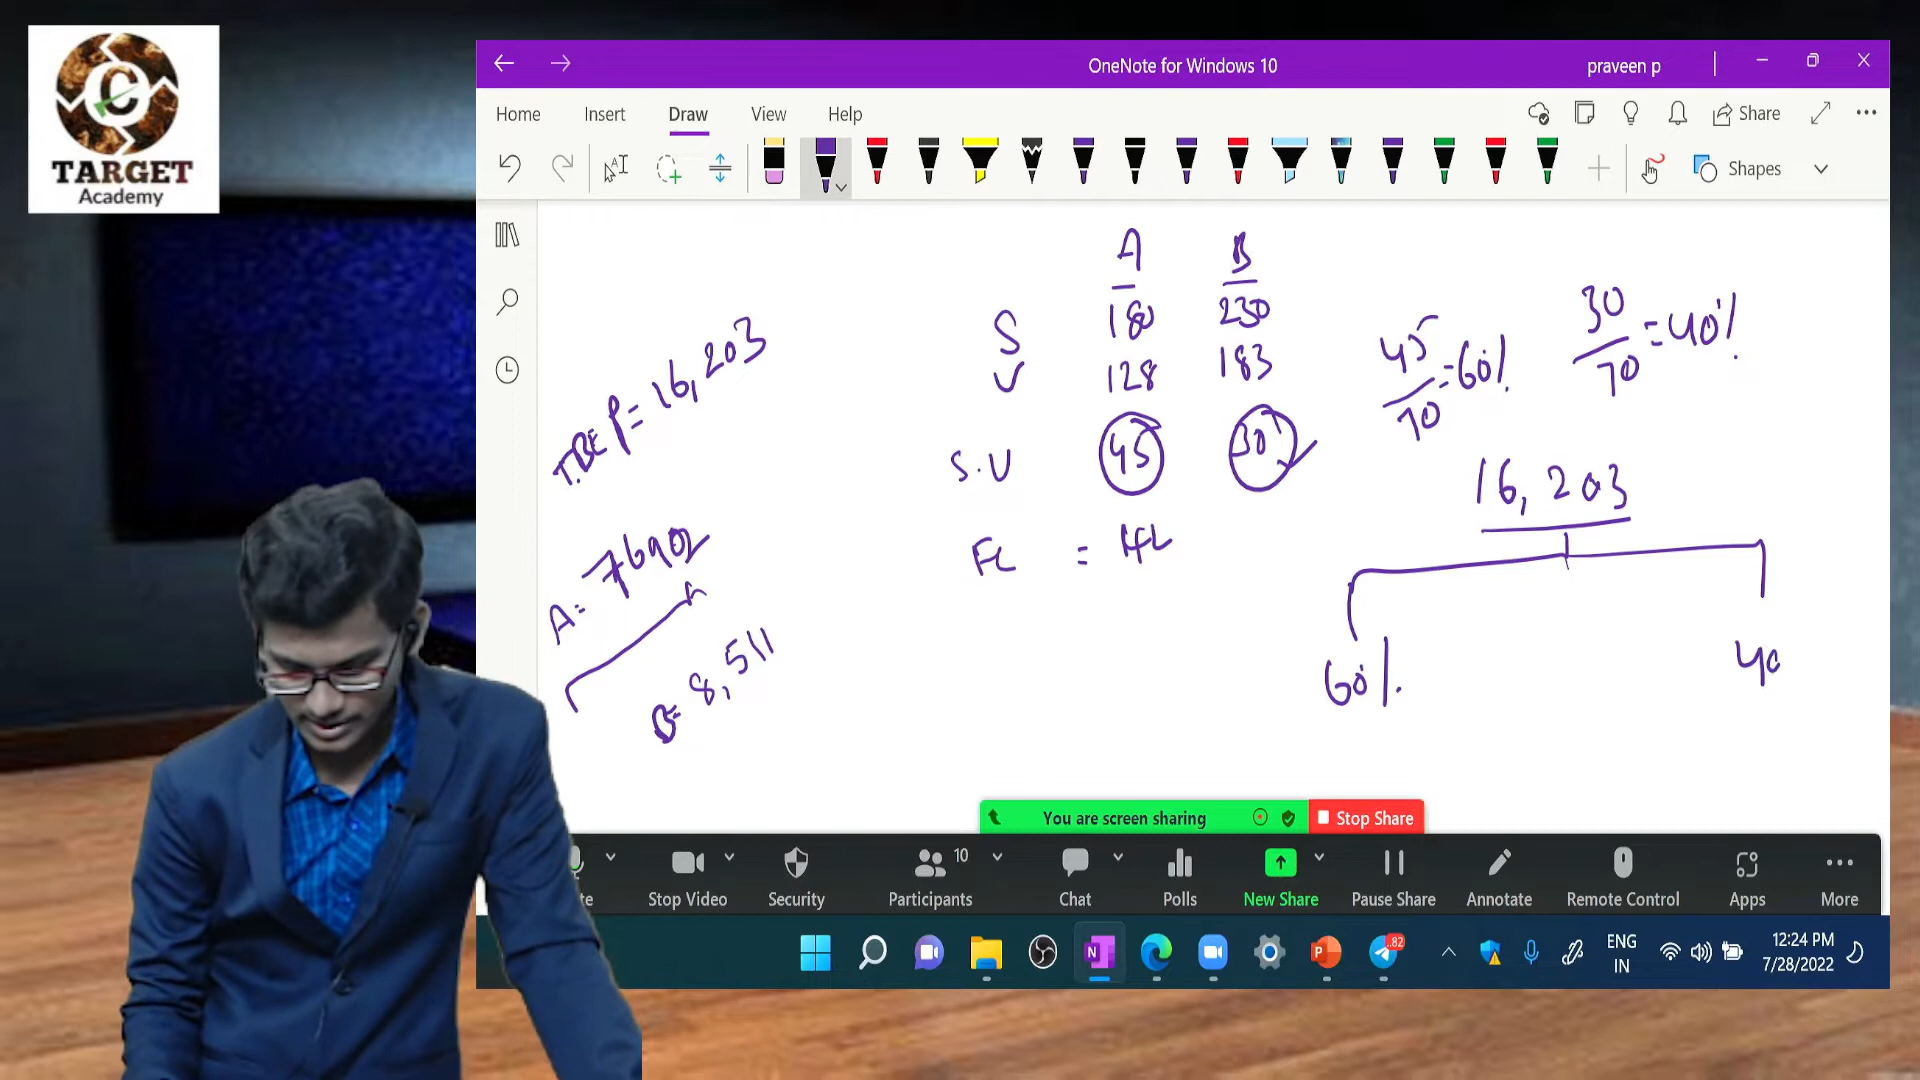 TARGET
Academy
OneNote for Windows 10
praveen p
Home
Insert
Draw
View
Help
Share
Shapes
A
B
S
180
230
V
128
183
S.V
45
30
FC
=
T.BEP= 16,203
A=
B= 8,511
45/70 = 60%
30/70 = 40%
16,203
60%.
40
You are screen sharing
Stop Share
Stop Video
Security
10
Participants
Chat
Polls
New Share
Pause Share
Annotate
Remote Control
Apps
More
82
ENG
IN
12:24 PM
7/28/2022